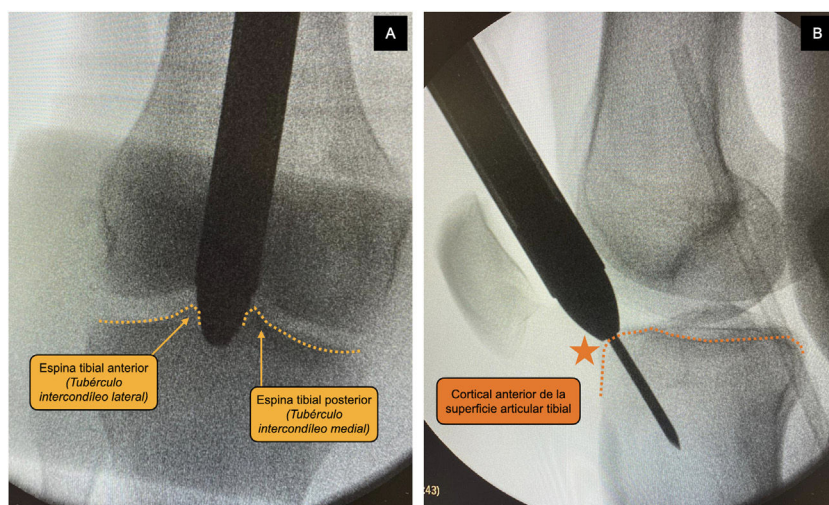 A
Espina tibial anterior
(Tubérculo
intercondíleo lateral)
Espina tibial posterior
(Tubérculo
intercondíleo medial)
B
Cortical anterior de la
superficie articular tibial
:43)